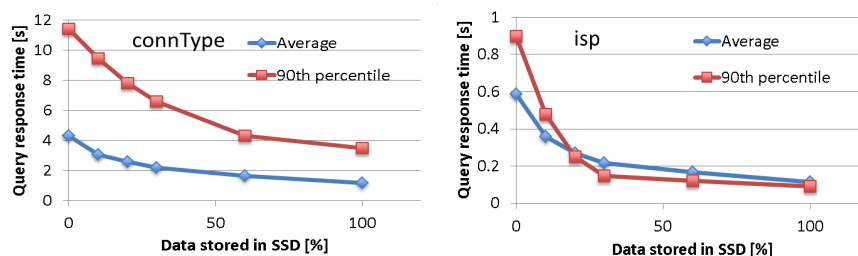 12
10
8
6
4
2
0
Query response time [s]
connType
Average
90th percentile
0 50 100
Data stored in SSD [%]
1
0.8
0.6
0.4
0.2
0
Query response time [s]
isp
Average
90th percentile
0 50 100
Data stored in SSD [%]